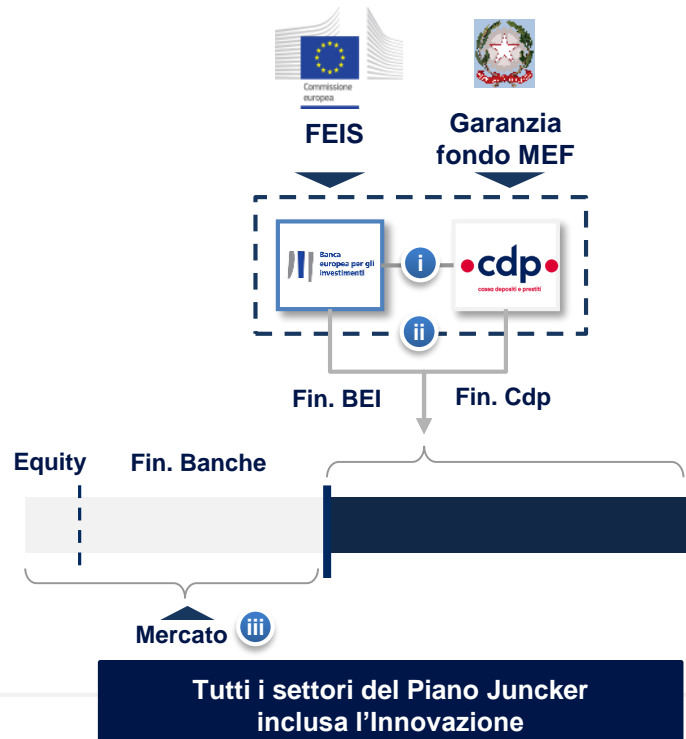 Commissione
europea
FEIS
Garanzia
fondo MEF
Banca
europea per gli
investimenti
i
cdp
cassa depositi e prestiti
ii
Fin. BEI
Fin. Cdp
Equity
Fin. Banche
Mercato
iii
Tutti i settori del Piano Juncker
inclusa l’Innovazione